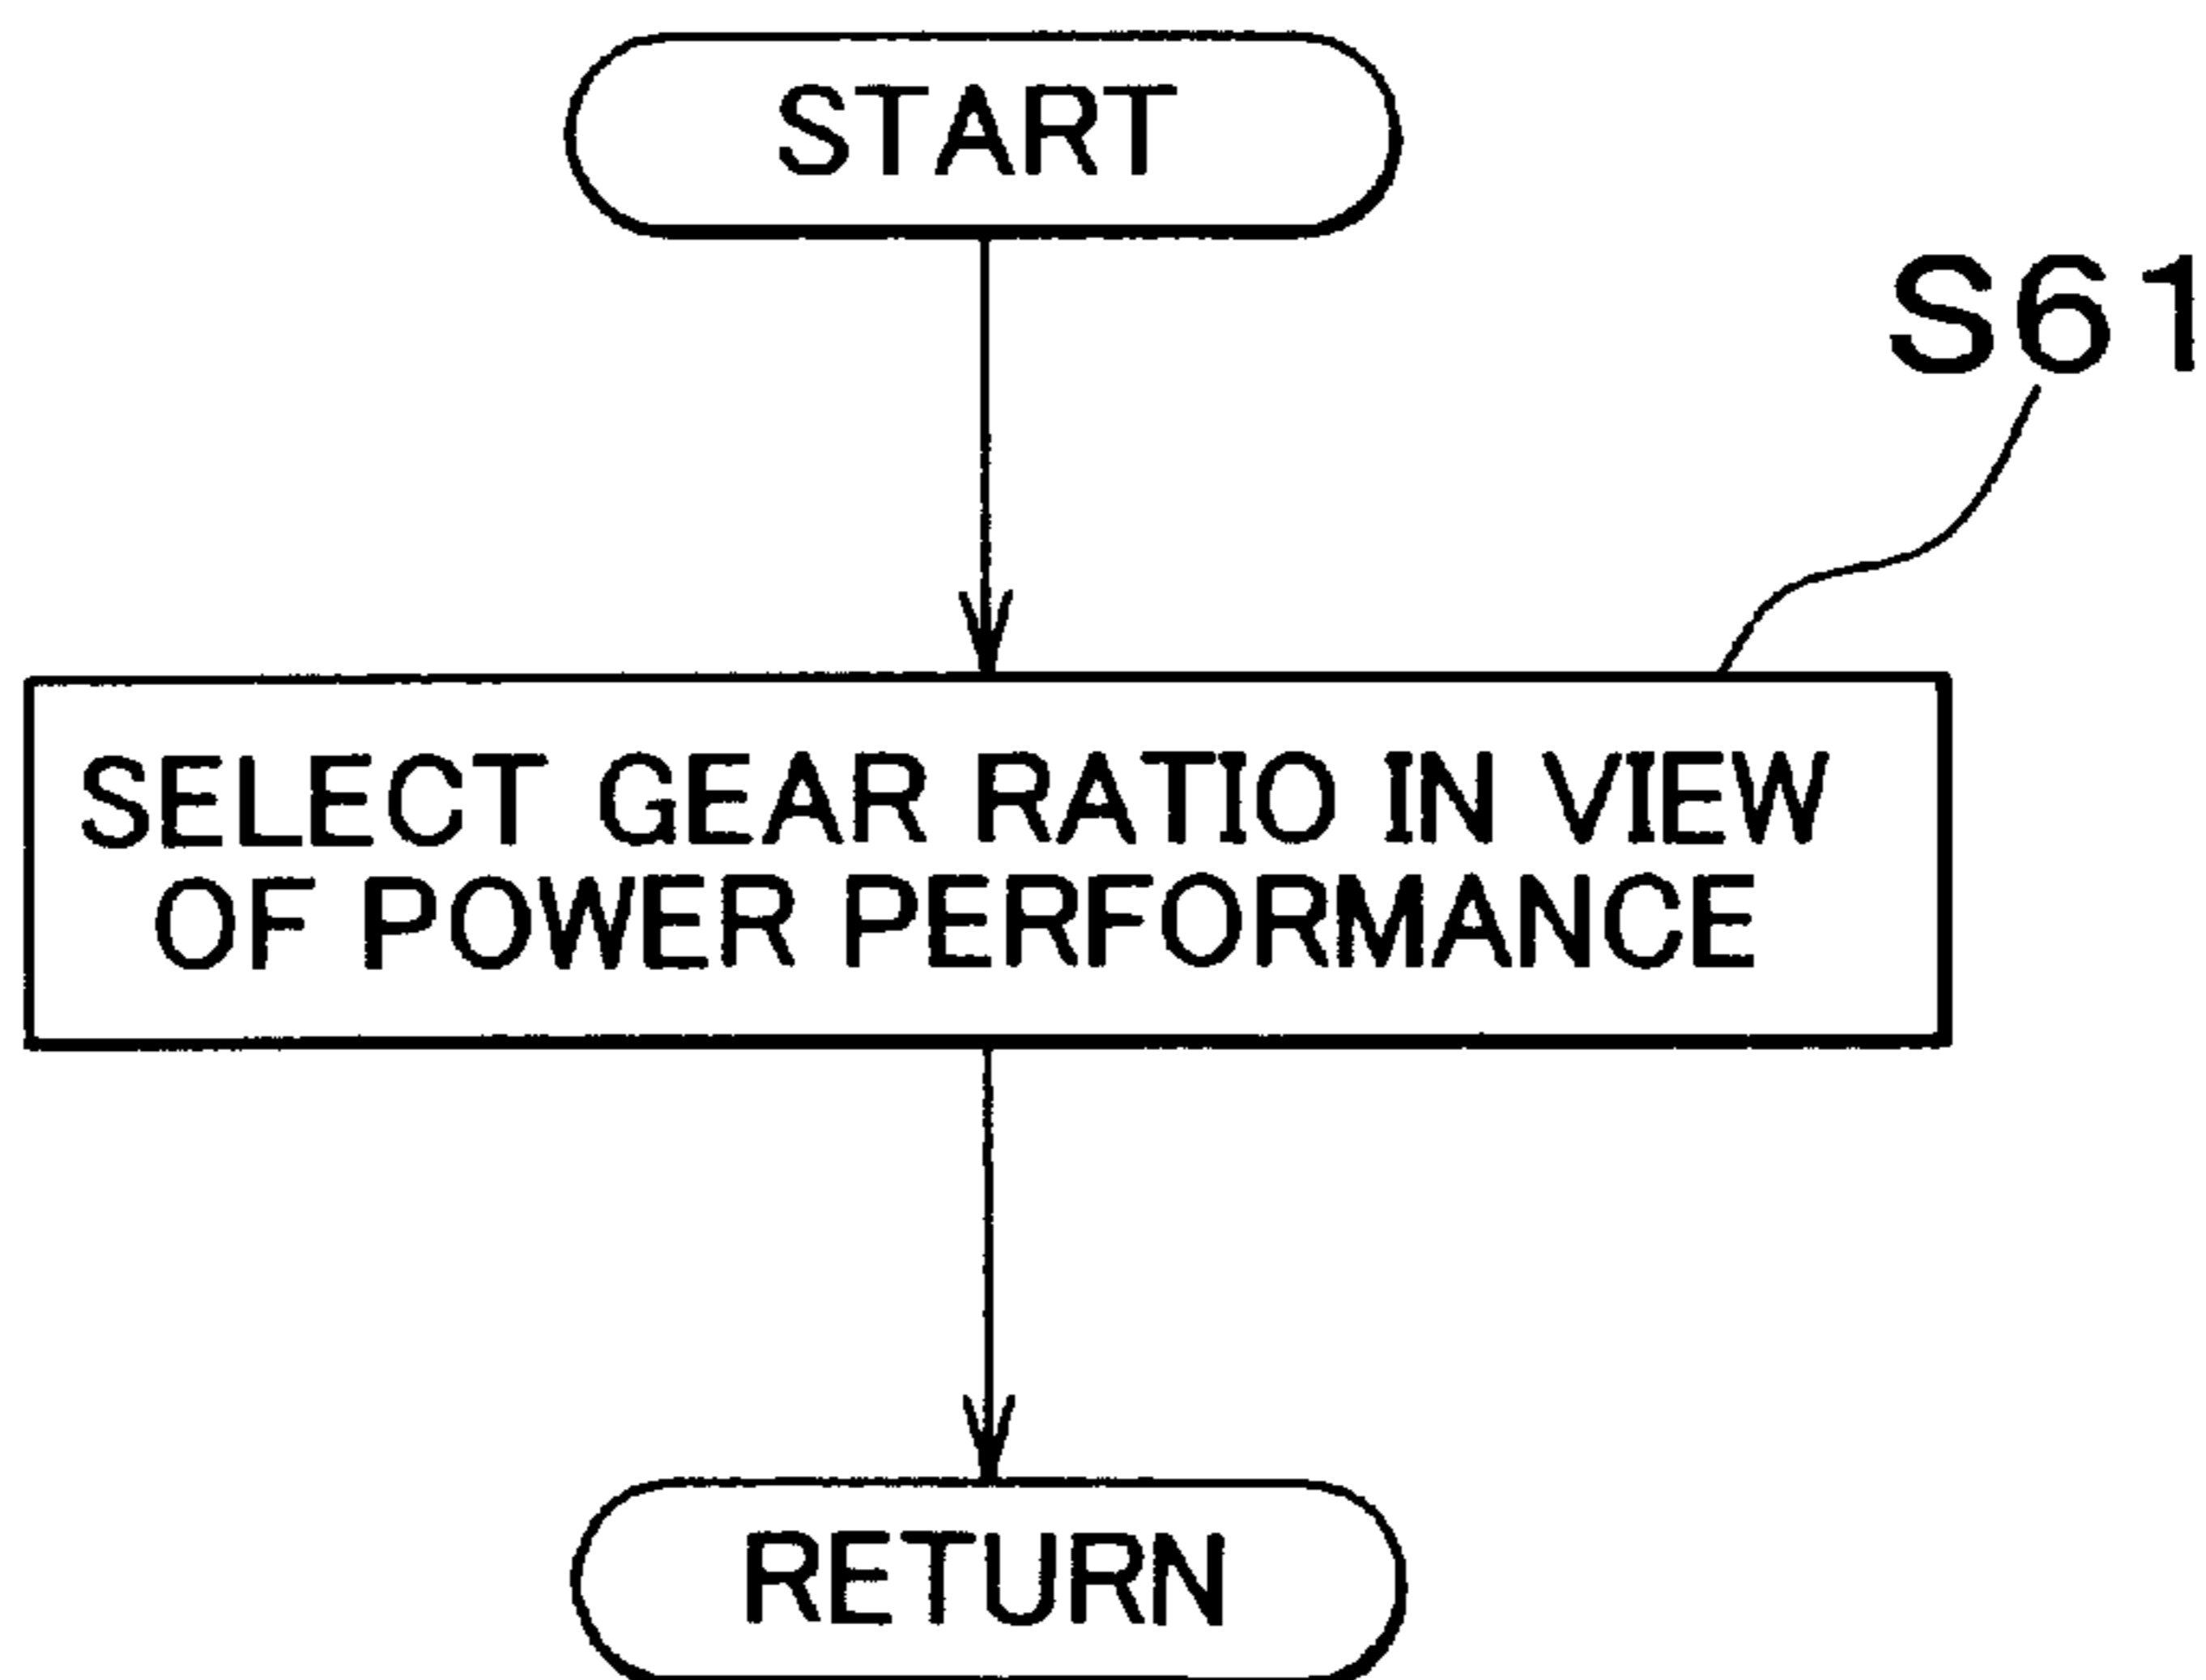 START
S61
SELECT GEAR RATIO IN VIEW
OF POWER PERFORMANCE
RETURN